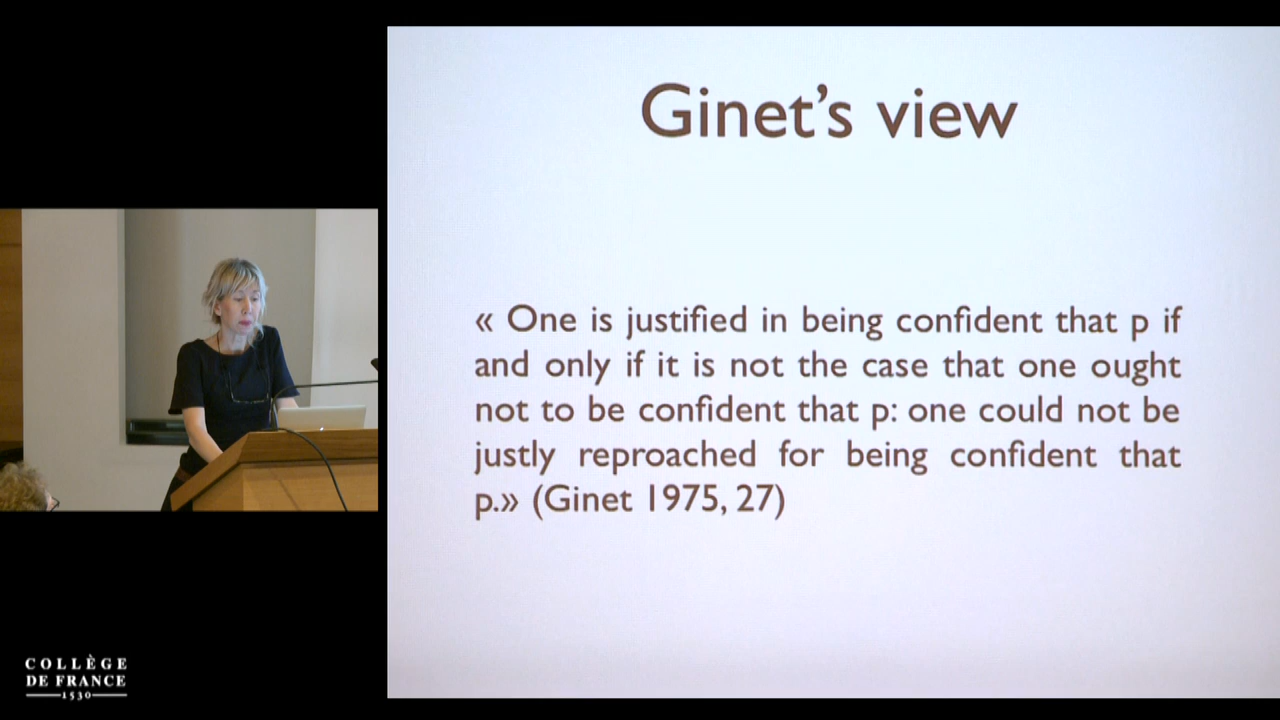 Ginet's view
« One is justified in being confident that p if
and only if it is not the case that one ought
not to be confident that p: one could not be
justly reproached for being confident that
p.» (Ginet 1975, 27)
COLLÈGE
DE FRANCE
1530